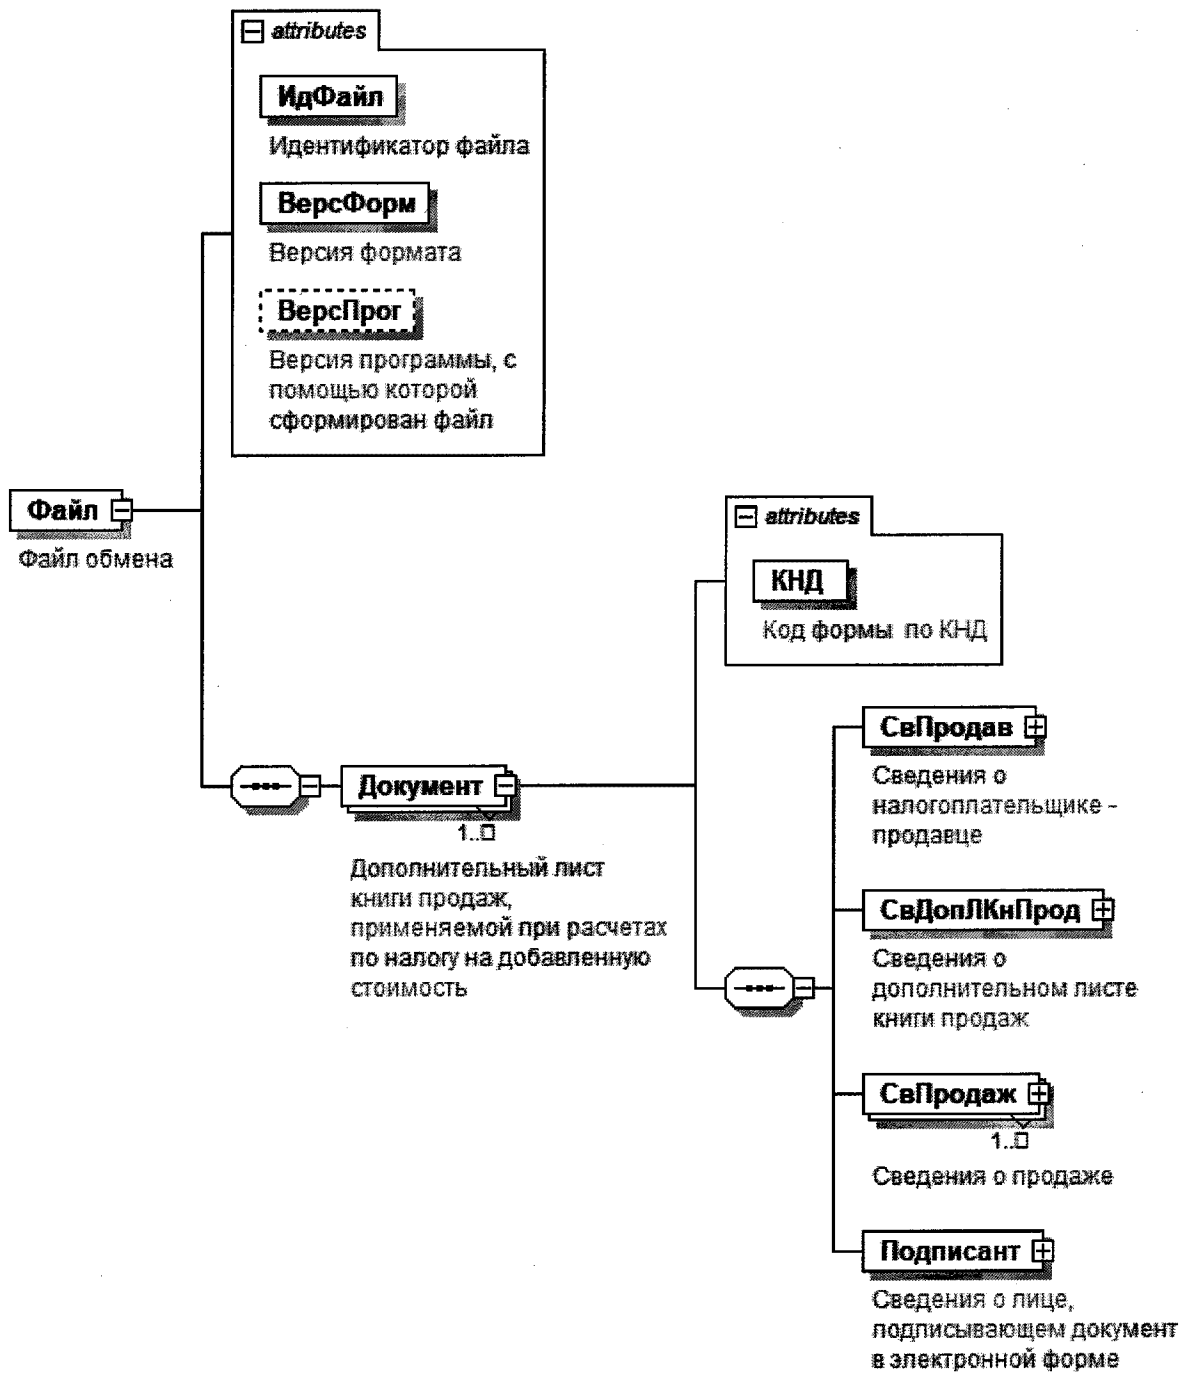 attributes
ИдФайл
Идентификатор файла
ВерсФорм
Версия формата
ВерсПрог
Версия программы, с
помощью которой
сформирован файл
Файл
Файл обмена
attributes
КНД
Код формы по КНД
Документ
1..□
Дополнительный лист
книги продаж,
применяемой при расчетах
по налогу на добавленную
стоимость
СвПродав
Сведения о
налогоплательщике -
продавце
СвДопЛКнПрод
Сведения о
дополнительном листе
книги продаж
СвПродаж
1..□
Сведения о продаже
Подписант
Сведения о лице,
подписывающем документ
в электронной форме